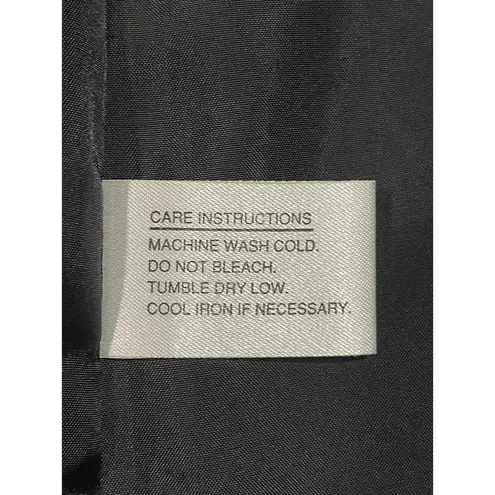 CARE INSTRUCTIONS
MACHINE WASH COLD.
DO NOT BLEACH.
TUMBLE DRY LOW.
COOL IRON IF NECESSARY.